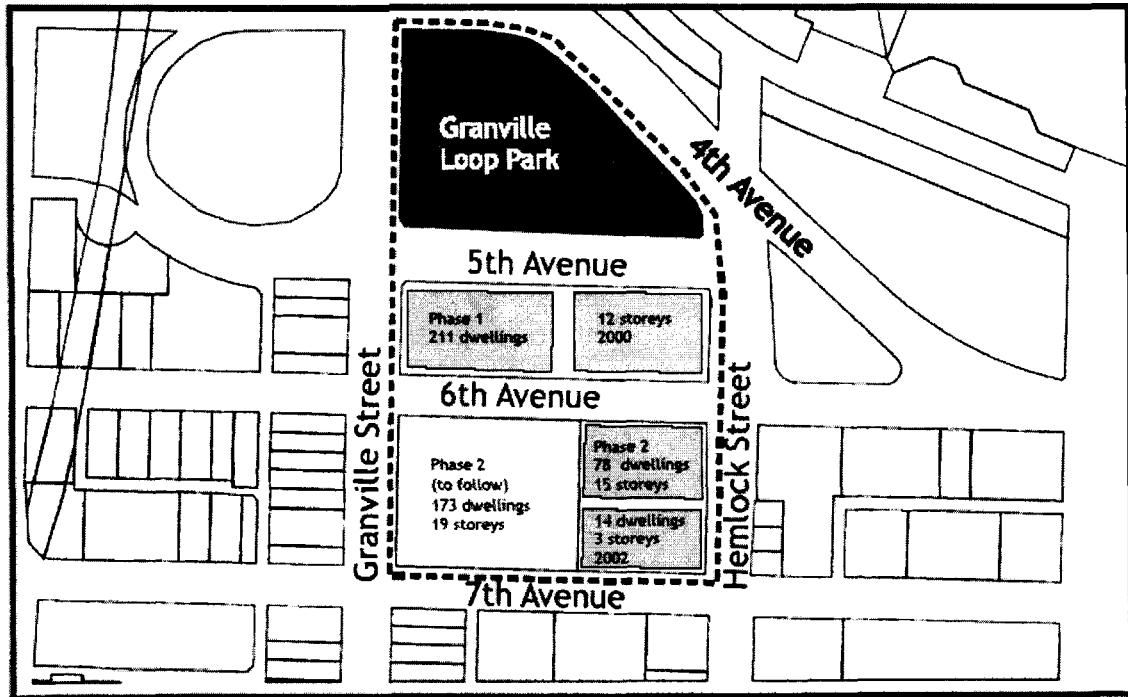 Granville
Loop Park
4th Avenue
5th Avenue
Phase 1
211 dwellings
12 storeys
2000
Granville Street
6th Avenue
Hemlock Street
Phase 2
(to follow)
173 dwellings
19 storeys
Phase 2
78 dwellings
15 storeys
14 dwellings
3 storeys
2002
7th Avenue